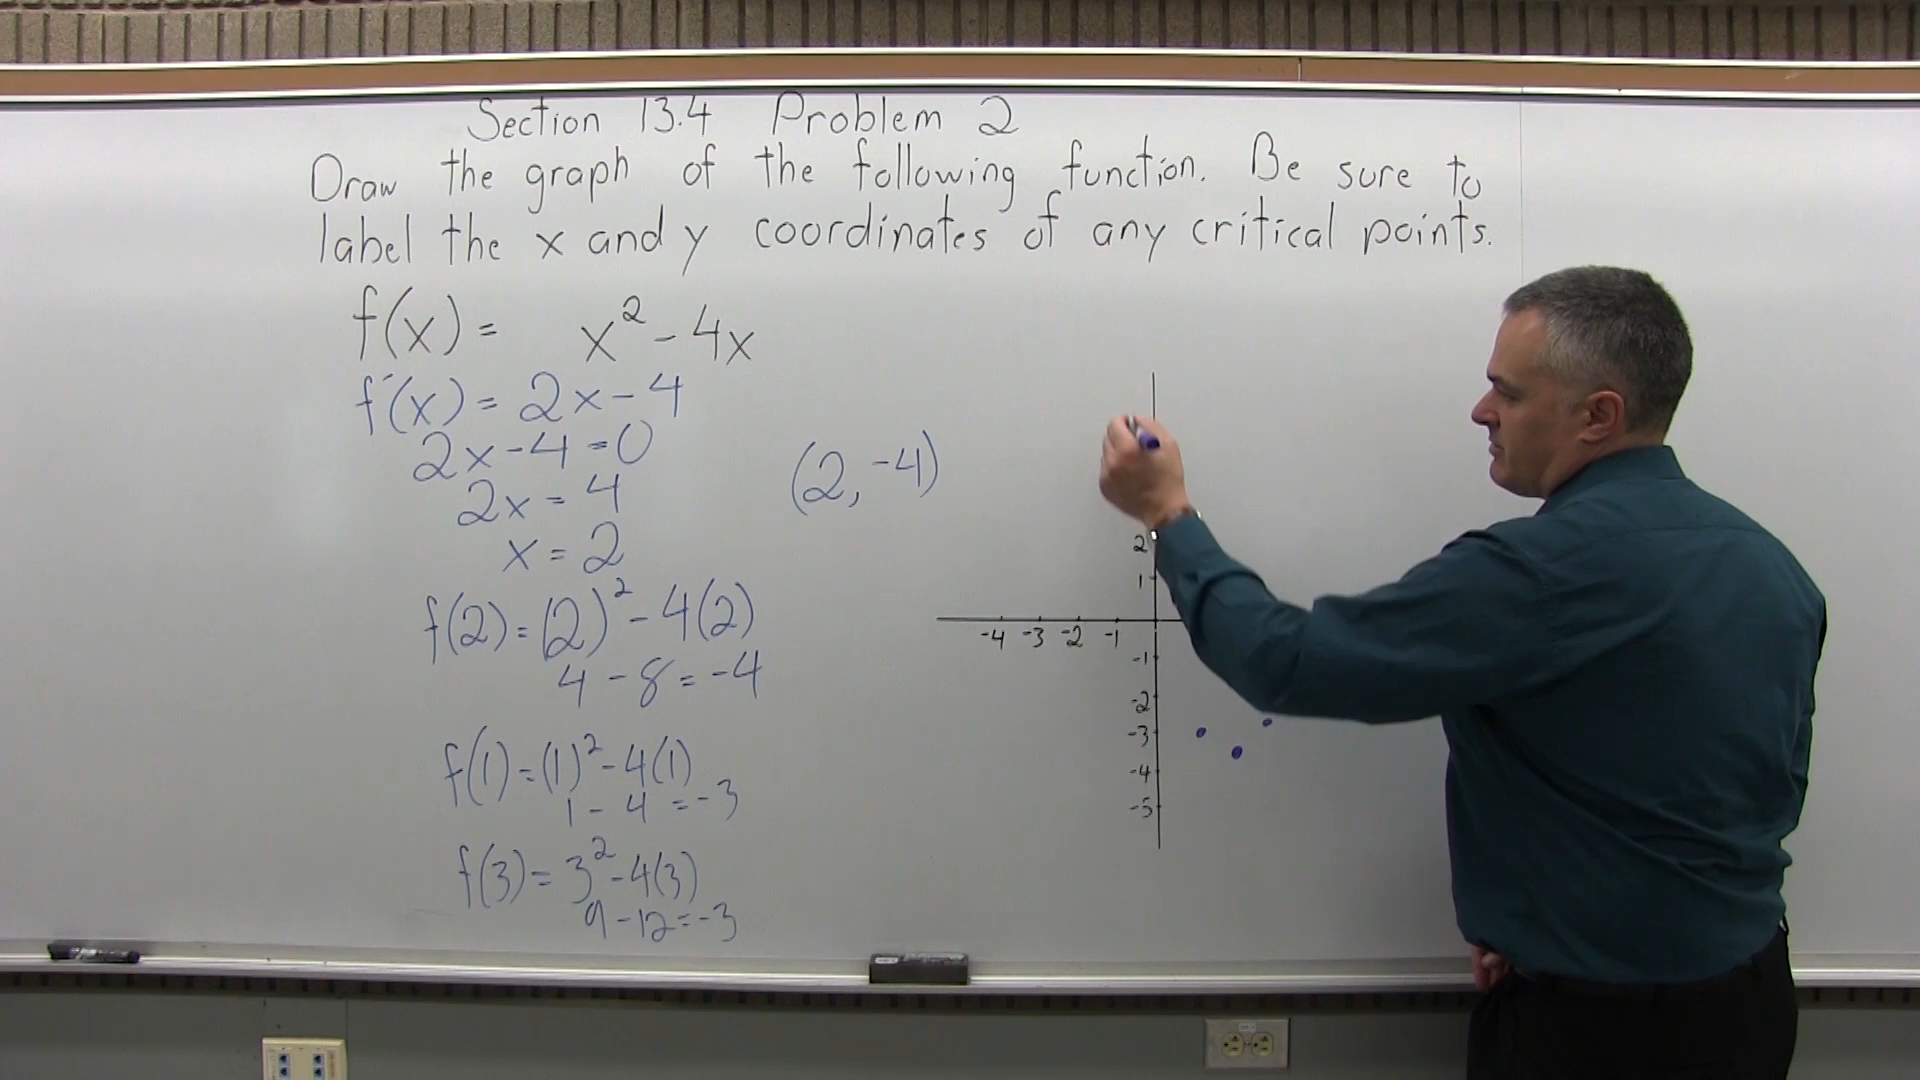 Section 13.4 Problem 2
Draw the graph of the following function. Be sure to
label the x and y coordinates of any critical points.
f(x) = x² - 4x
f'(x) = 2x - 4
2x - 4 = 0
2x = 4
x = 2
f(2) = (2)² - 4(2)
4 - 8 = -4
f(1) = (1)² - 4(1)
1 - 4 = -3
f(3) = 3² - 4(3)
9 - 12 = -3
(2, -4)
2
1
-4 -3 -2 -1
-1
-2
-3
-4
-5